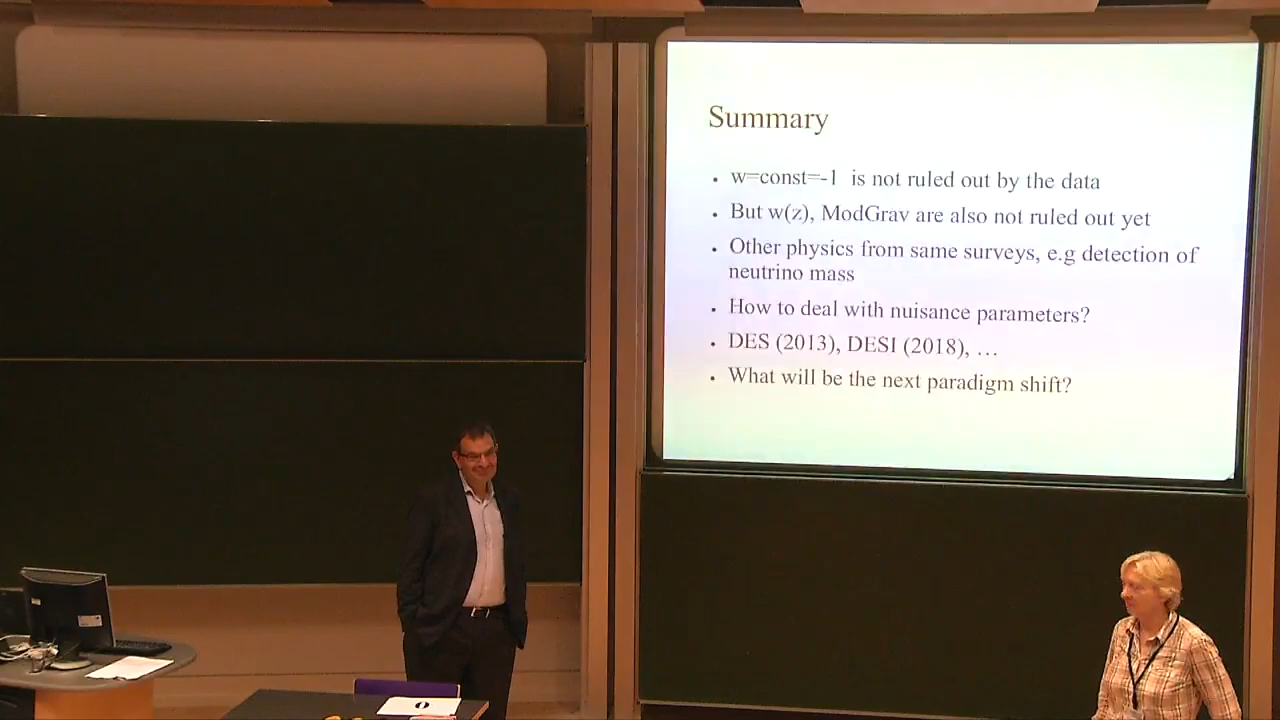 Summary
• w=const=-1 is not ruled out by the data
• But w(z), ModGrav are also not ruled out yet
• Other physics from same surveys, e.g detection of
neutrino mass
• How to deal with nuisance parameters?
• DES (2013), DESI (2018), …
• What will be the next paradigm shift?